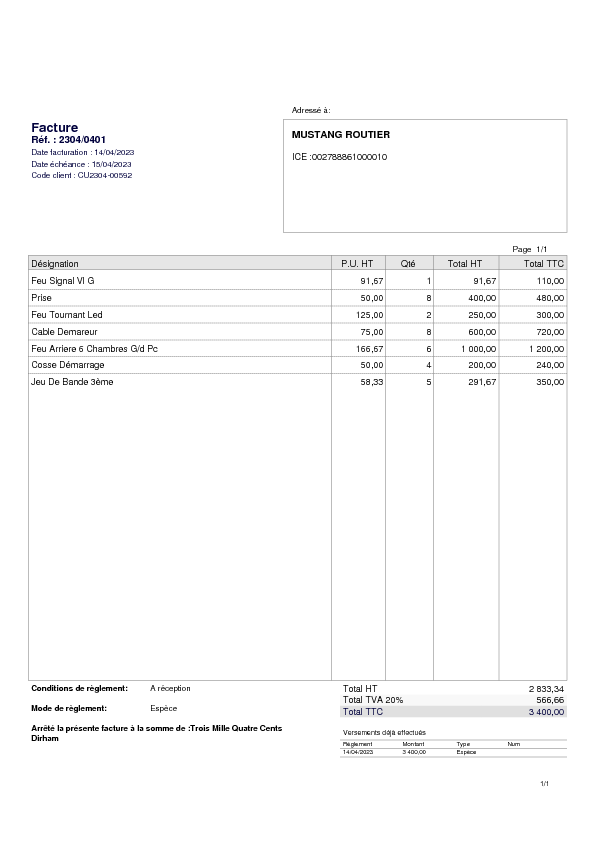 Adressé à:
Facture
Réf. : 2304/0401
Date facturation : 14/04/2023
Date échéance : 15/04/2023
Code client : CU2304-00592
MUSTANG ROUTIER
ICE :002788861000010
Page 1/1
Désignation P.U. HT Qté Total HT Total TTC
Feu Signal Vl G 91,67 1 91,67 110,00
Prise 50,00 8 400,00 480,00
Feu Tournant Led 125,00 2 250,00 300,00
Cable Demareur 75,00 8 600,00 720,00
Feu Arriere 6 Chambres G/d Pc 166,67 6 1 000,00 1 200,00
Cosse Démarrage 50,00 4 200,00 240,00
Jeu De Bande 3ème 58,33 5 291,67 350,00
Conditions de règlement: A réception
Mode de règlement: Espèce
Arrêté la présente facture à la somme de :Trois Mille Quatre Cents
Dirham
Total HT 2 833,34
Total TVA 20% 566,66
Total TTC 3 400,00
Versements déjà effectués
Règlement Montant Type Num
14/04/2023 3 400,00 Espèce
1/1